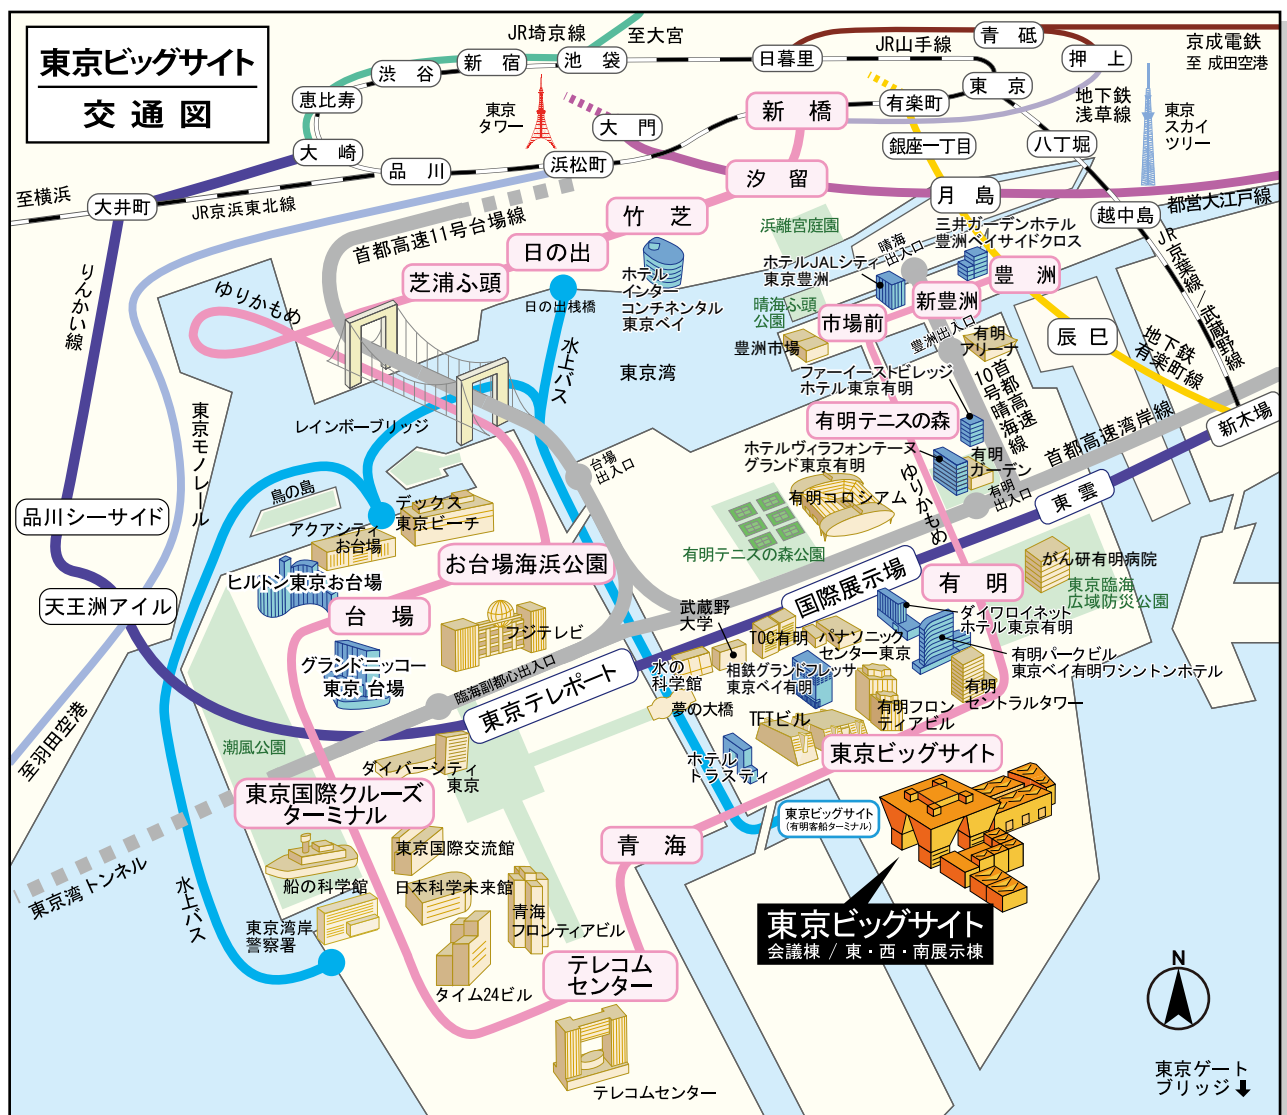 東京ビッグサイト
交通図
JR埼京線
至大宮
渋谷
新宿
池袋
日暮里
JR山手線
青砥
京成電鉄
至 成田空港
押上
恵比寿
東京
タワー
大門
新橋
有楽町
東京
地下鉄
浅草線
東京
スカイ
ツリー
大崎
品川
浜松町
銀座一丁目
八丁堀
至横浜
大井町
JR京浜東北線
汐留
月島
越中島
都営大江戸線
首都高速11号台場線
竹芝
浜離宮庭園
晴海
出入口
三井ガーデンホテル
豊洲ベイサイドクロス
JR京葉線/武蔵野線
りんかい線
日の出
芝浦ふ頭
ゆりかもめ
ホテル
インター
コンチネンタル
東京ベイ
日の出桟橋
ホテルJALシティ
東京豊洲
豊洲
新豊洲
晴海ふ頭
公園
市場前
豊洲出入口
有明
アリーナ
辰巳
地下鉄
有楽町線
豊洲市場
水上バス
東京湾
ファーイーストビレッジ
ホテル東京有明
10号晴海線
首都高速
首都高速湾岸線
新木場
東京モノレール
レインボーブリッジ
有明テニスの森
台場
出入口
ホテルヴィラフォンテーヌ
グランド東京有明
有明
ガーデン
有明コロシアム
ゆりかもめ
有明
出入口
東雲
品川シーサイド
鳥の島
デックス
東京ビーチ
アクアシティ
お台場
お台場海浜公園
有明テニスの森公園
国際展示場
有明
がん研有明病院
東京臨海
広域防災公園
天王洲アイル
ヒルトン東京お台場
台場
フジテレビ
武蔵野
大学
TOC有明
パナソニック
センター東京
ダイワロイネット
ホテル東京有明
有明パークビル
東京ベイ有明ワシントンホテル
グランドニッコー
東京 台場
臨海副都心出入口
東京テレポート
水の
科学館
相鉄グランドフレッサ
東京ベイ有明
有明
セントラルタワー
夢の大橋
TFTビル
有明フロン
ティアビル
至羽田空港
潮風公園
ダイバーシティ
東京
ホテル
トラスティ
東京ビッグサイト
東京国際クルーズ
ターミナル
東京ビッグサイト
(有明客船ターミナル)
青海
東京国際交流館
東京湾トンネル
船の科学館
日本科学未来館
水上バス
東京湾岸
警察署
青海
フロンティアビル
東京ビッグサイト
会議棟 / 東・西・南展示棟
テレコム
センター
タイム24ビル
N
テレコムセンター
東京ゲート
ブリッジ